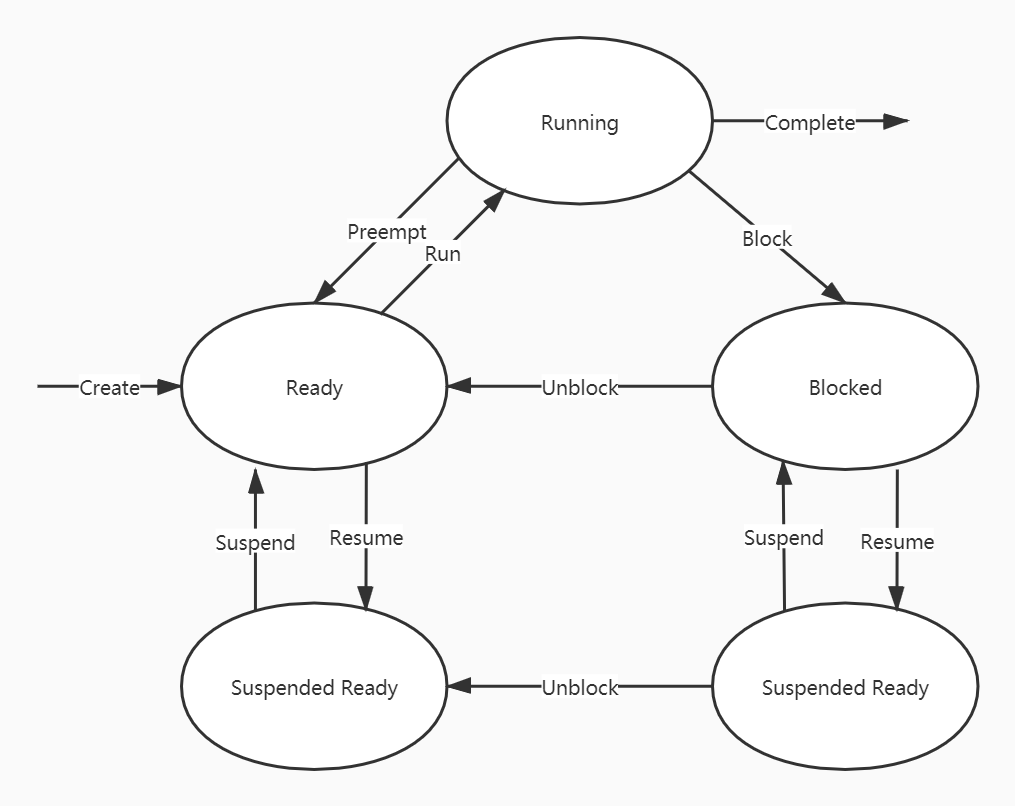 Running
Complete
Preempt
Run
Block
Create
Ready
Unblock
Blocked
Suspend
Resume
Suspend
Resume
Suspended Ready
Unblock
Suspended Ready